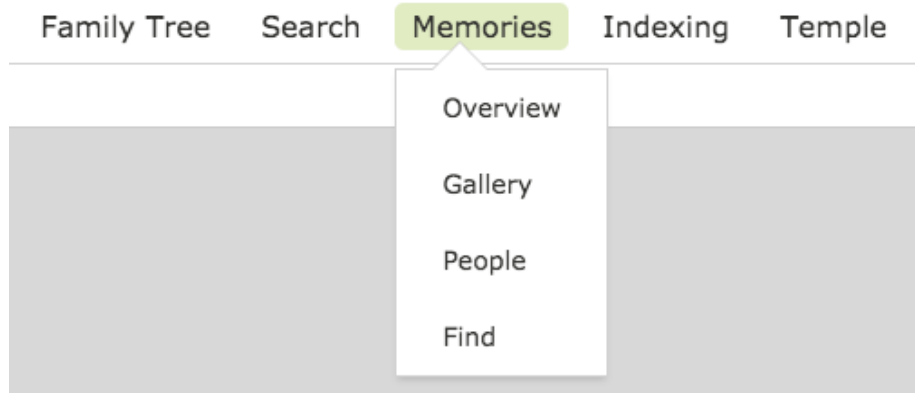 Family Tree Search Memories Indexing Temple
Overview
Gallery
People
Find